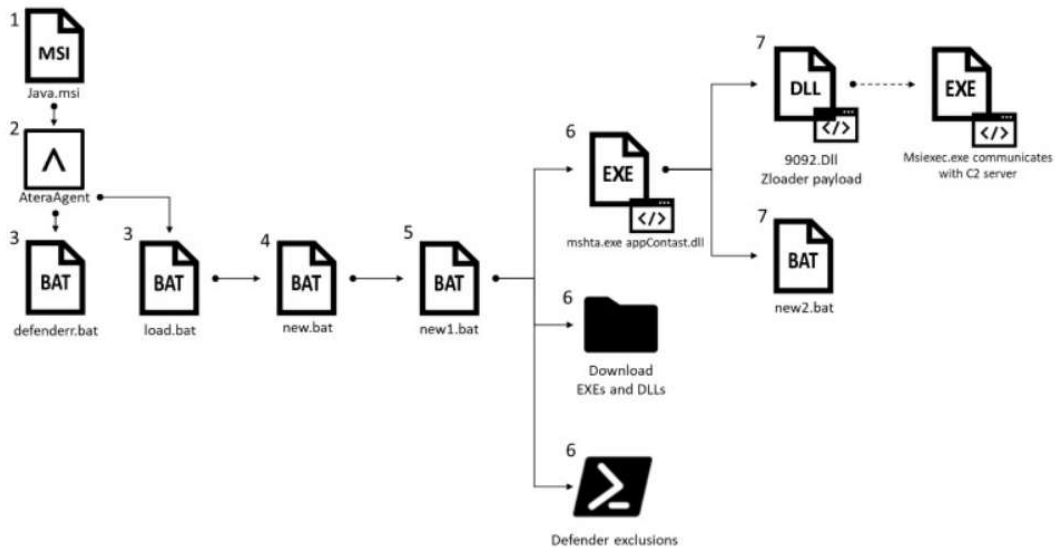 1
MSI
Java.msi
2
AteraAgent
3
BAT
defenderr.bat
3
BAT
load.bat
4
BAT
new.bat
5
BAT
new1.bat
6
EXE
</>
mshta.exe appContast.dll
6
Download
EXEs and DLLs
6
Defender exclusions
7
DLL
</>
9092.Dll
Zloader payload
EXE
</>
Msiexec.exe communicates
with C2 server
7
BAT
new2.bat